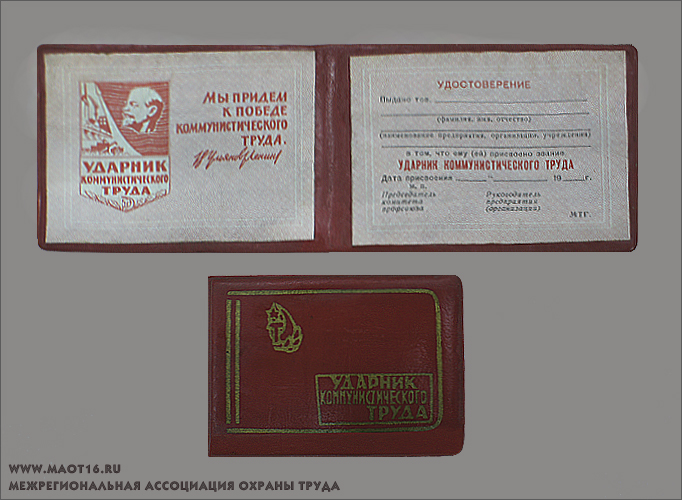 УДАРНИК
КОММУНИСТИЧЕСКОГО
ТРУДА
МЫ ПРИДЕМ
К ПОБЕДЕ
КОММУНИСТИЧЕСКОГО
ТРУДА.
В. Ульянов (Ленин)
УДОСТОВЕРЕНИЕ
Выдано тов.
(фамилия, имя, отчество)
(наименование предприятия, организации, учреждения)
в том, что ему (ей) присвоено звание
УДАРНИК КОММУНИСТИЧЕСКОГО ТРУДА
Дата присвоения " " 19 г.
М. П.
Председатель комитета профсоюза
Руководитель предприятия (организации)
МТГ.
УДАРНИК
КОММУНИСТИЧЕСКОГО
ТРУДА
WWW.MAOT16.RU
МЕЖРЕГИОНАЛЬНАЯ АССОЦИАЦИЯ ОХРАНЫ ТРУДА